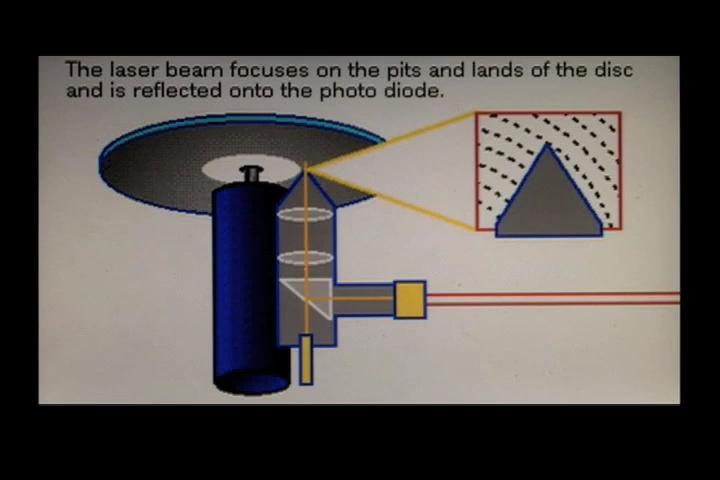 The laser beam focuses on the pits and lands of the disc
and is reflected onto the photo diode.